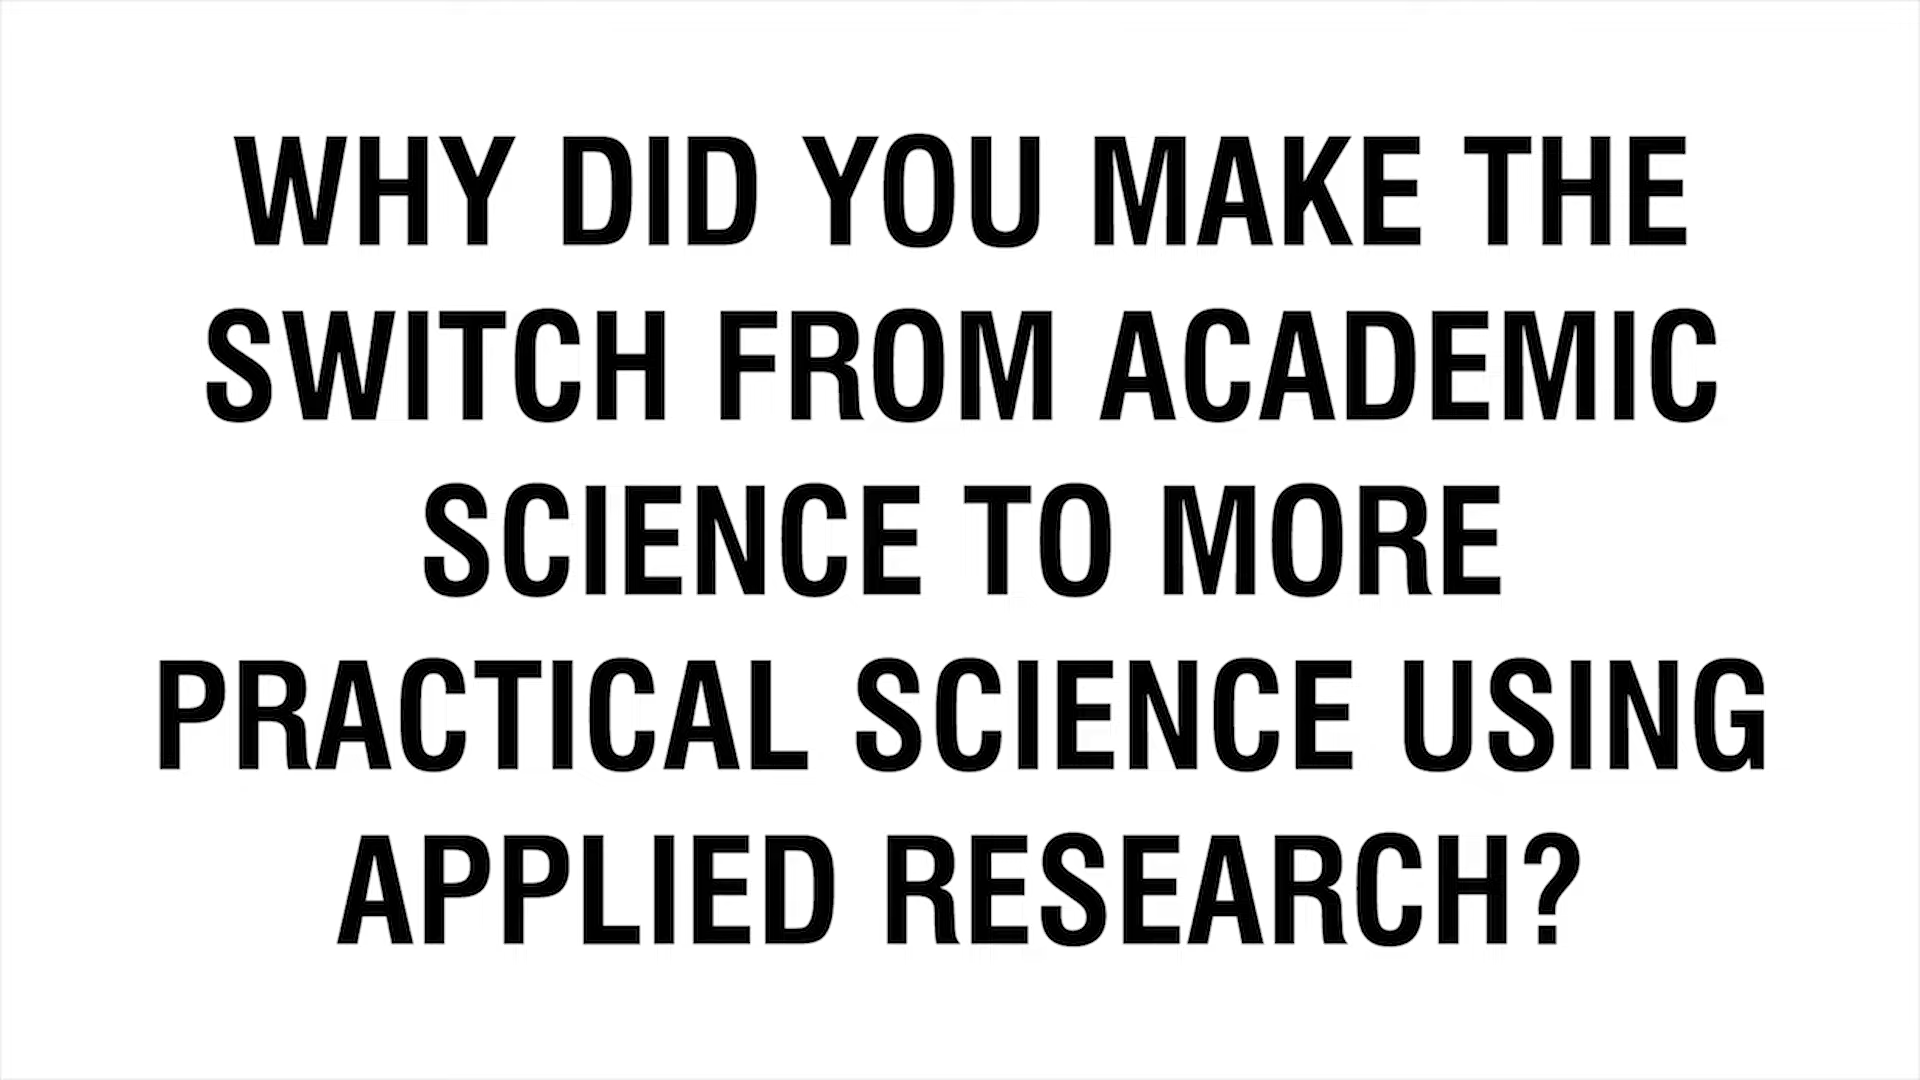 WHY DID YOU MAKE THE
SWITCH FROM ACADEMIC
SCIENCE TO MORE
PRACTICAL SCIENCE USING
APPLIED RESEARCH?